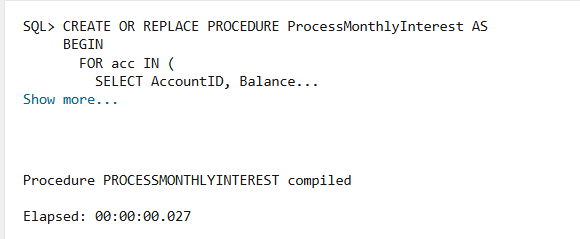 SQL> CREATE OR REPLACE PROCEDURE ProcessMonthlyInterest AS
BEGIN
FOR acc IN (
SELECT AccountID, Balance...
Show more...
Procedure PROCESSMONTHLYINTEREST compiled
Elapsed: 00:00:00.027